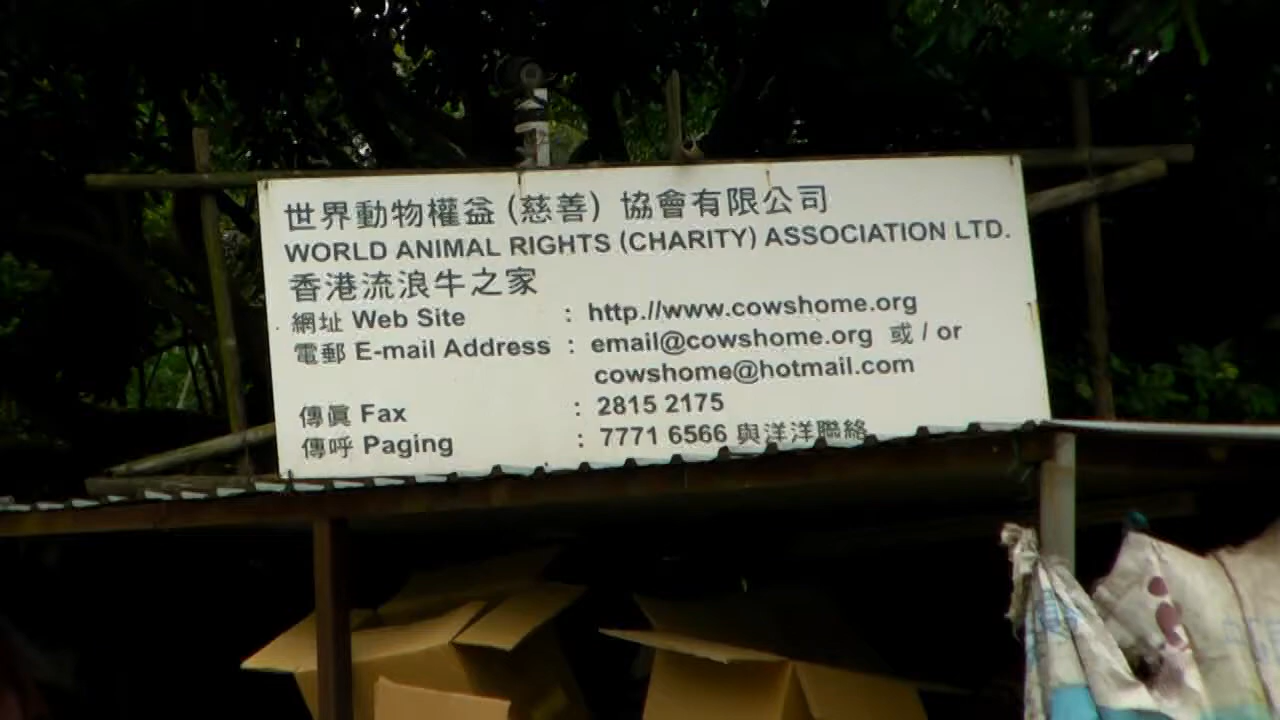 世界動物權益(慈善)協會有限公司
WORLD ANIMAL RIGHTS (CHARITY) ASSOCIATION LTD.
香港流浪牛之家
網址 Web Site : http.//www.cowshome.org
電郵 E-mail Address : email@cowshome.org 或 / or
cowshome@hotmail.com
傳眞 Fax : 2815 2175
傳呼 Paging : 7771 6566 與洋洋聯絡